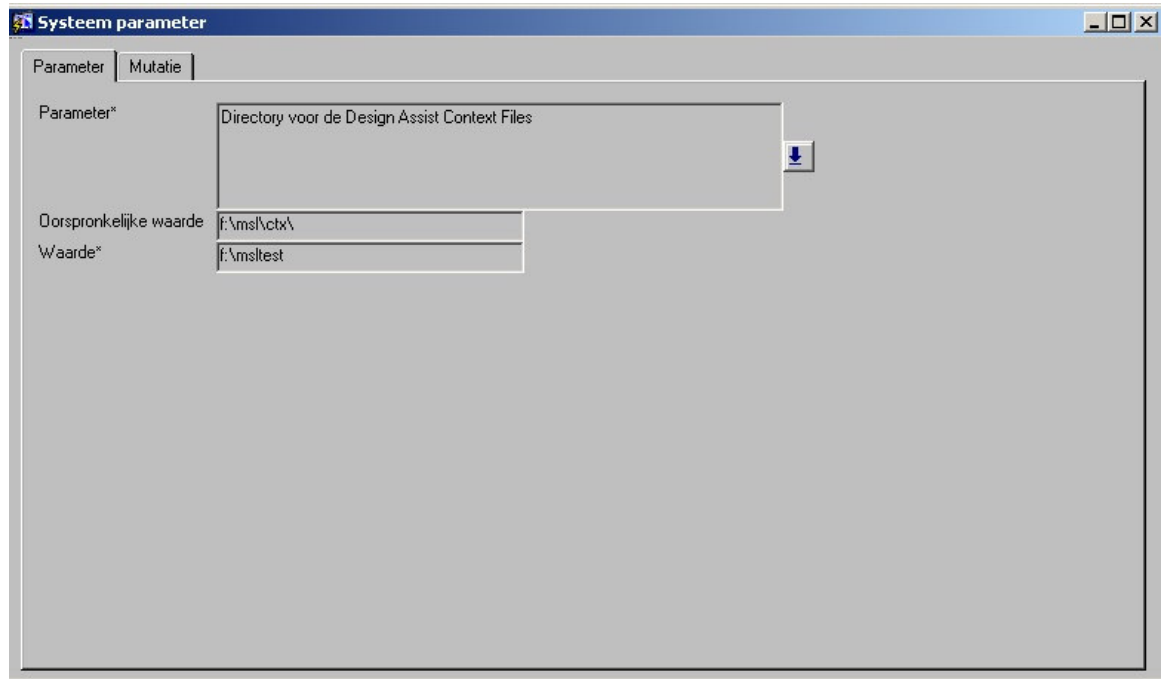 Systeem parameter
Parameter Mutatie
Parameter* Directory voor de Design Assist Context Files
Oorspronkelijke waarde f:\msl\ctx\
Waarde* f:\msltest